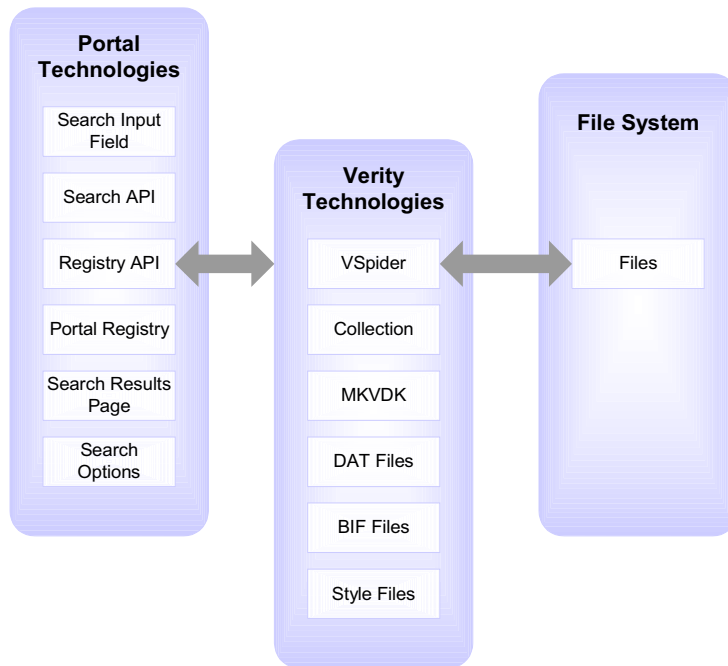 Portal
Technologies
Search Input
Field
Search API
Registry API
Portal Registry
Search Results
Page
Search
Options
Verity
Technologies
VSpider
Collection
MKVDK
DAT Files
BIF Files
Style Files
File System
Files